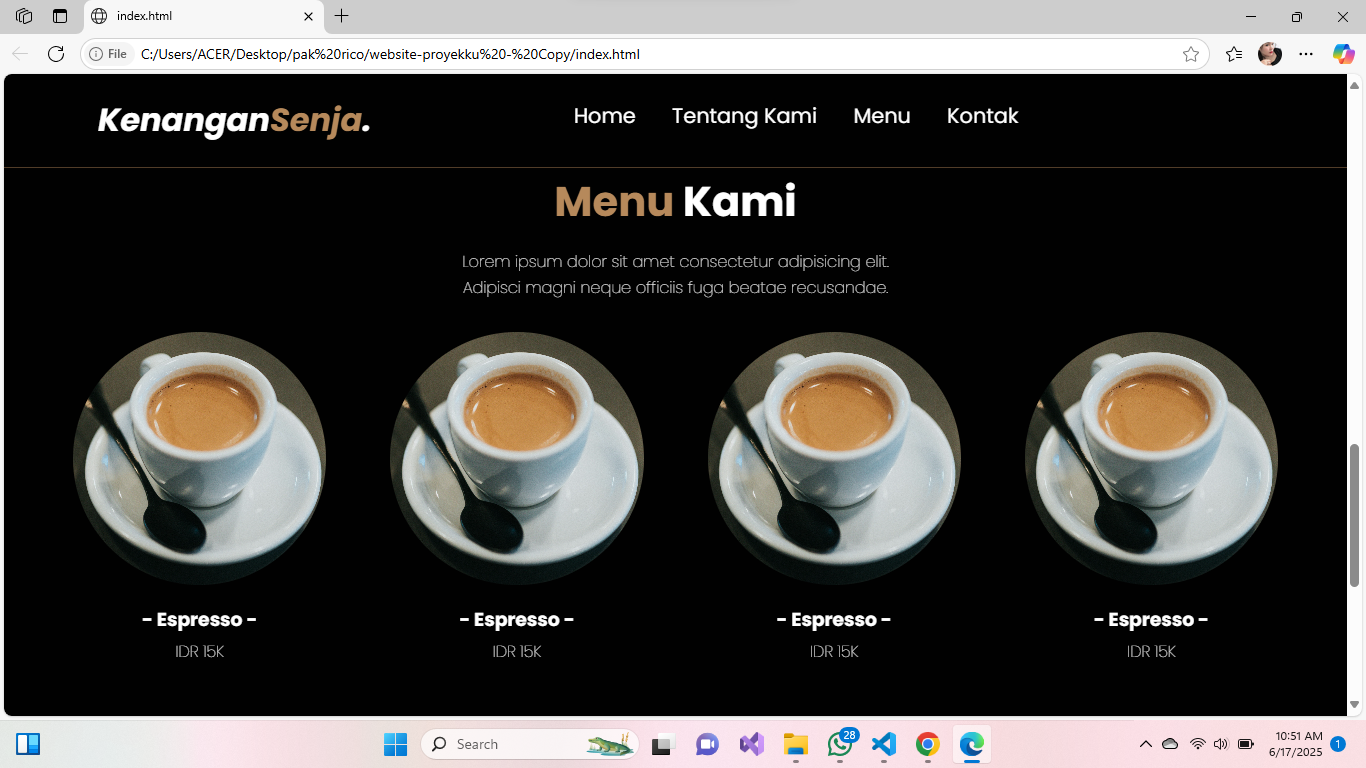 index.html
File C:/Users/ACER/Desktop/pak%20rico/website-proyekku%20-%20Copy/index.html
KenanganSenja. Home Tentang Kami Menu Kontak
Menu Kami
Lorem ipsum dolor sit amet consectetur adipisicing elit.
Adipisci magni neque officiis fuga beatae recusandae.
- Espresso - - Espresso - - Espresso - - Espresso -
IDR 15K IDR 15K IDR 15K IDR 15K
Search 28 10:51 AM
6/17/2025 1